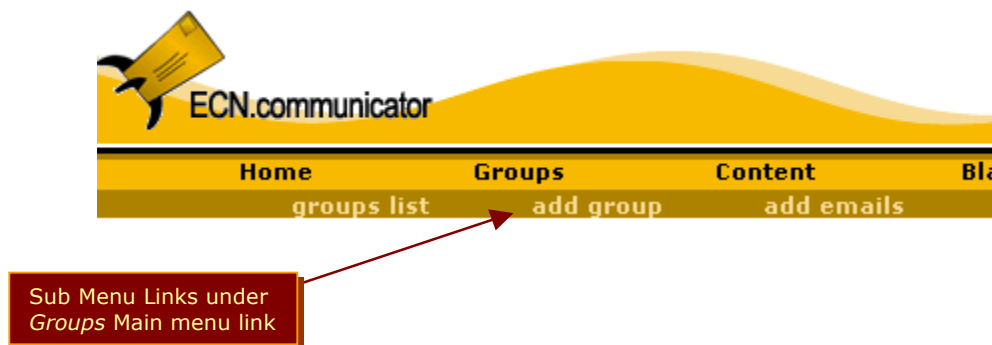 ECN.communicator
Home Groups Content Bla
groups list add group add emails
Sub Menu Links under
Groups Main menu link